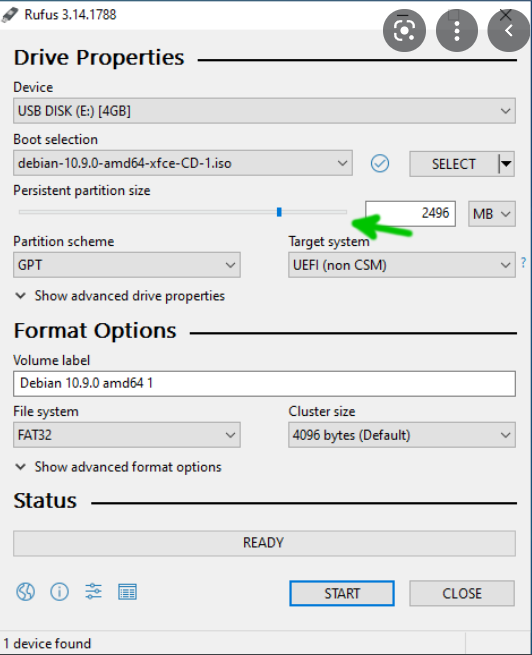 Rufus 3.14.1788
Drive Properties
Device
USB DISK (E:) [4GB]
Boot selection
debian-10.9.0-amd64-xfce-CD-1.iso
SELECT
Persistent partition size
2496 MB
Partition scheme Target system
GPT UEFI (non CSM) ?
Show advanced drive properties
Format Options
Volume label
Debian 10.9.0 amd64 1
File system Cluster size
FAT32 4096 bytes (Default)
Show advanced format options
Status
READY
START CLOSE
1 device found